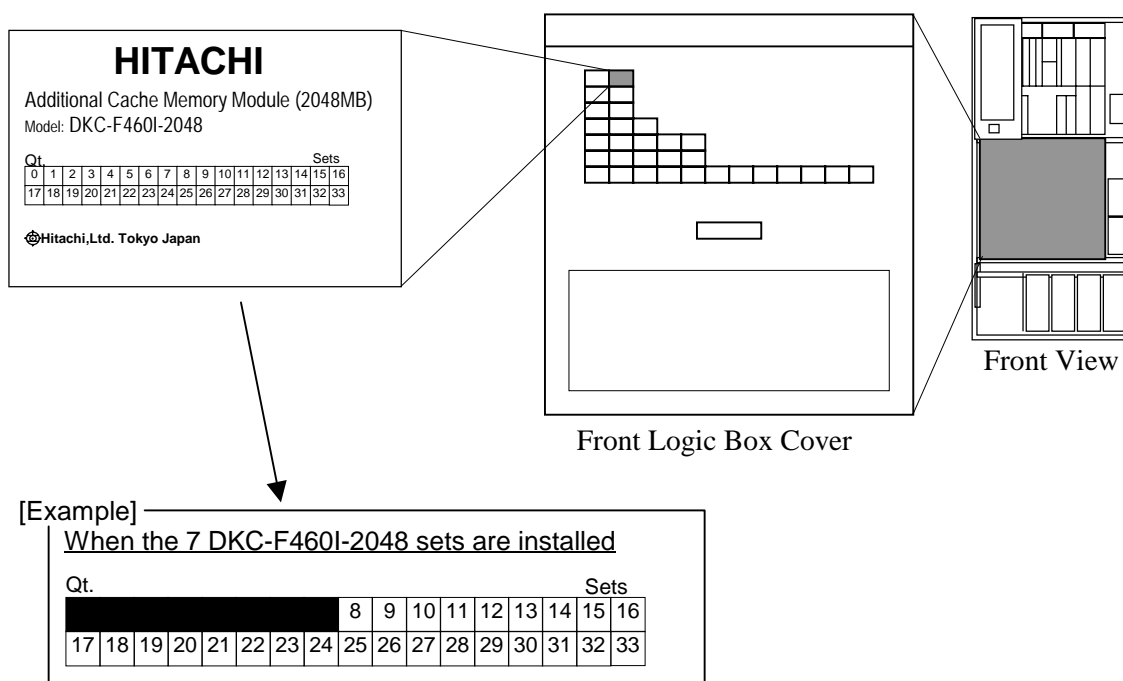 HITACHI
Additional Cache Memory Module (2048MB)
Model: DKC-F460I-2048
Qt. Sets
0 1 2 3 4 5 6 7 8 9 10 11 12 13 14 15 16
17 18 19 20 21 22 23 24 25 26 27 28 29 30 31 32 33
Hitachi,Ltd. Tokyo Japan
Front View
Front Logic Box Cover
[Example]
When the 7 DKC-F460I-2048 sets are installed
Qt. Sets
8 9 10 11 12 13 14 15 16
17 18 19 20 21 22 23 24 25 26 27 28 29 30 31 32 33